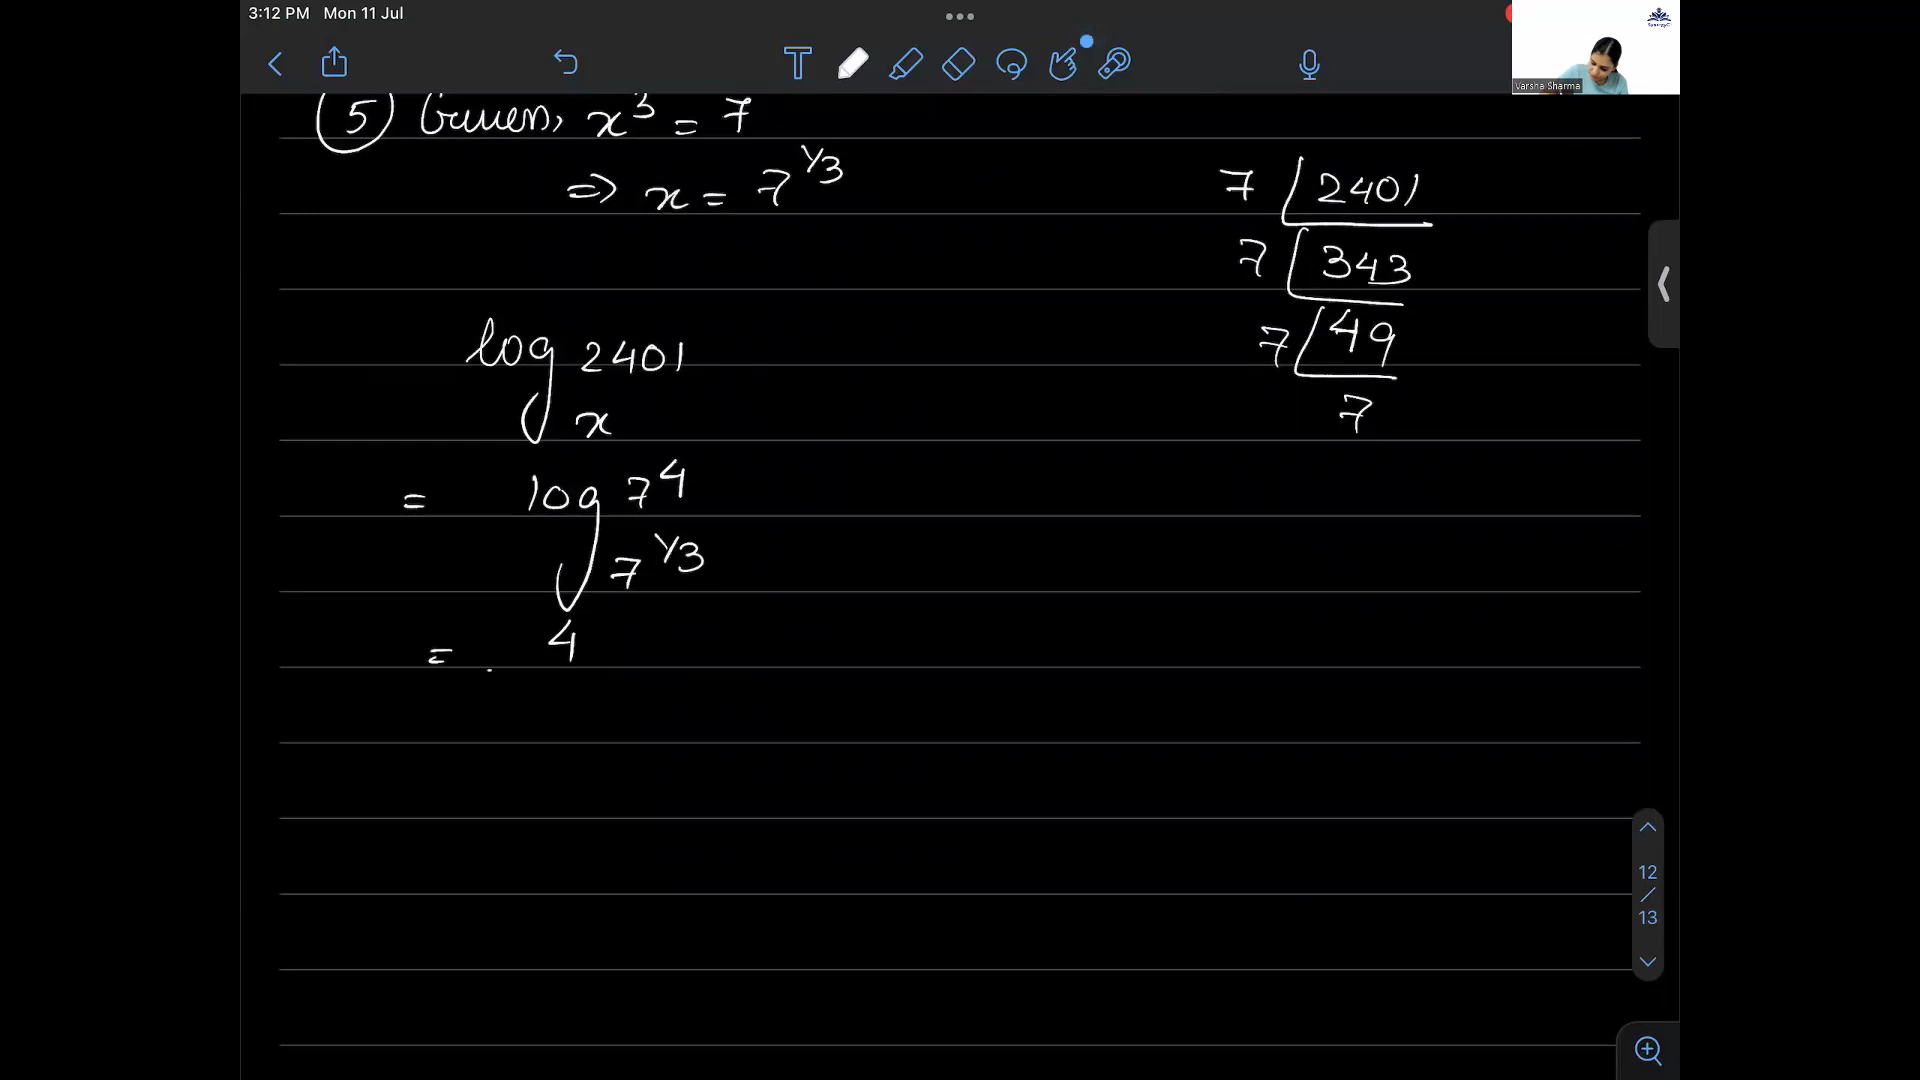 3:12 PM Mon 11 Jul
Varsha Sharma
⑤ Given, x³ = 7
⇒ x = 7^{1/3}
log_x 2401
= log_{7^{1/3}} 7⁴
= 4
7 | 2401
7 | 343
7 | 49
7
12
/
13